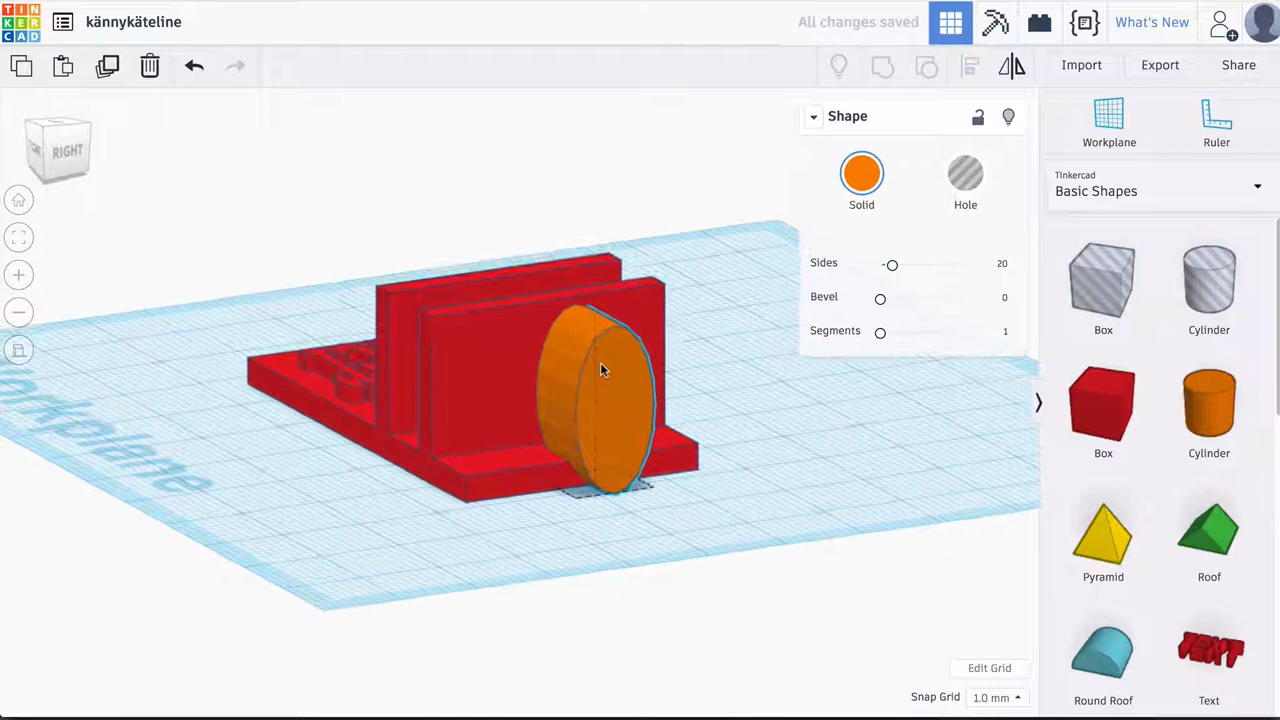 TIN
KER
CAD
kännykäteline
All changes saved
What's New
Import
Export
Share
RIGHT
Shape
Solid
Hole
Sides
20
Bevel
0
Segments
1
Workplane
Ruler
Tinkercad
Basic Shapes
Box
Cylinder
Box
Cylinder
Pyramid
Roof
Round Roof
TEXT
Text
orkplane
Edit Grid
Snap Grid
1.0 mm